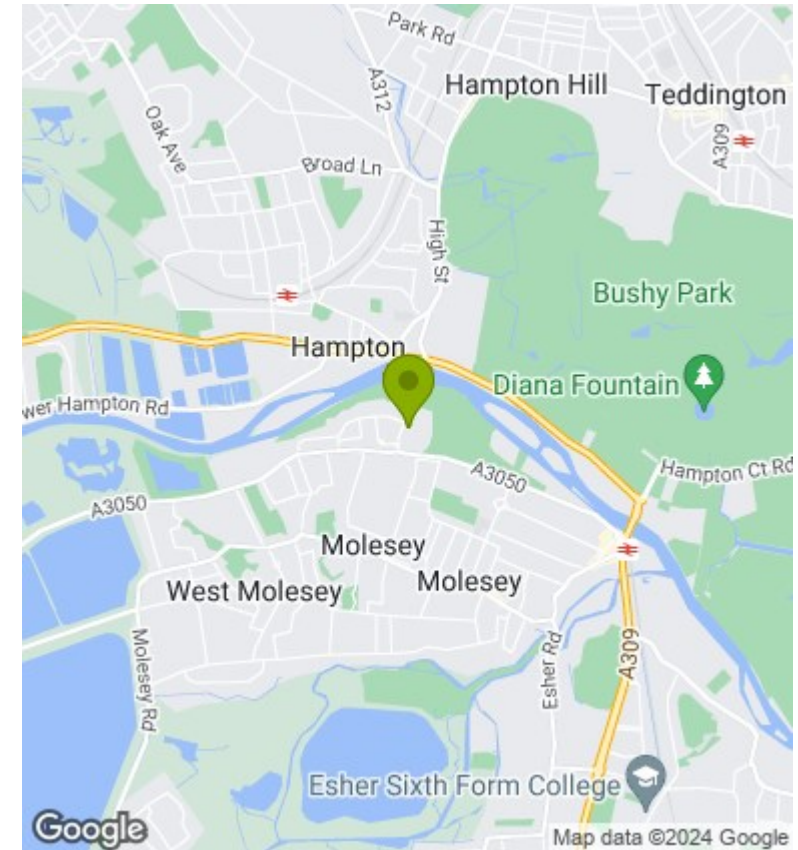 Park Rd
Hampton Hill
Teddington
A312
A309
Oak Ave
Broad Ln
High St
Bushy Park
Hampton
Diana Fountain
wer Hampton Rd
Hampton Ct Rd
A3050
A3050
Molesey
West Molesey
Molesey
Molesey Rd
Esher Rd
A309
Esher Sixth Form College
Google
Map data ©2024 Google